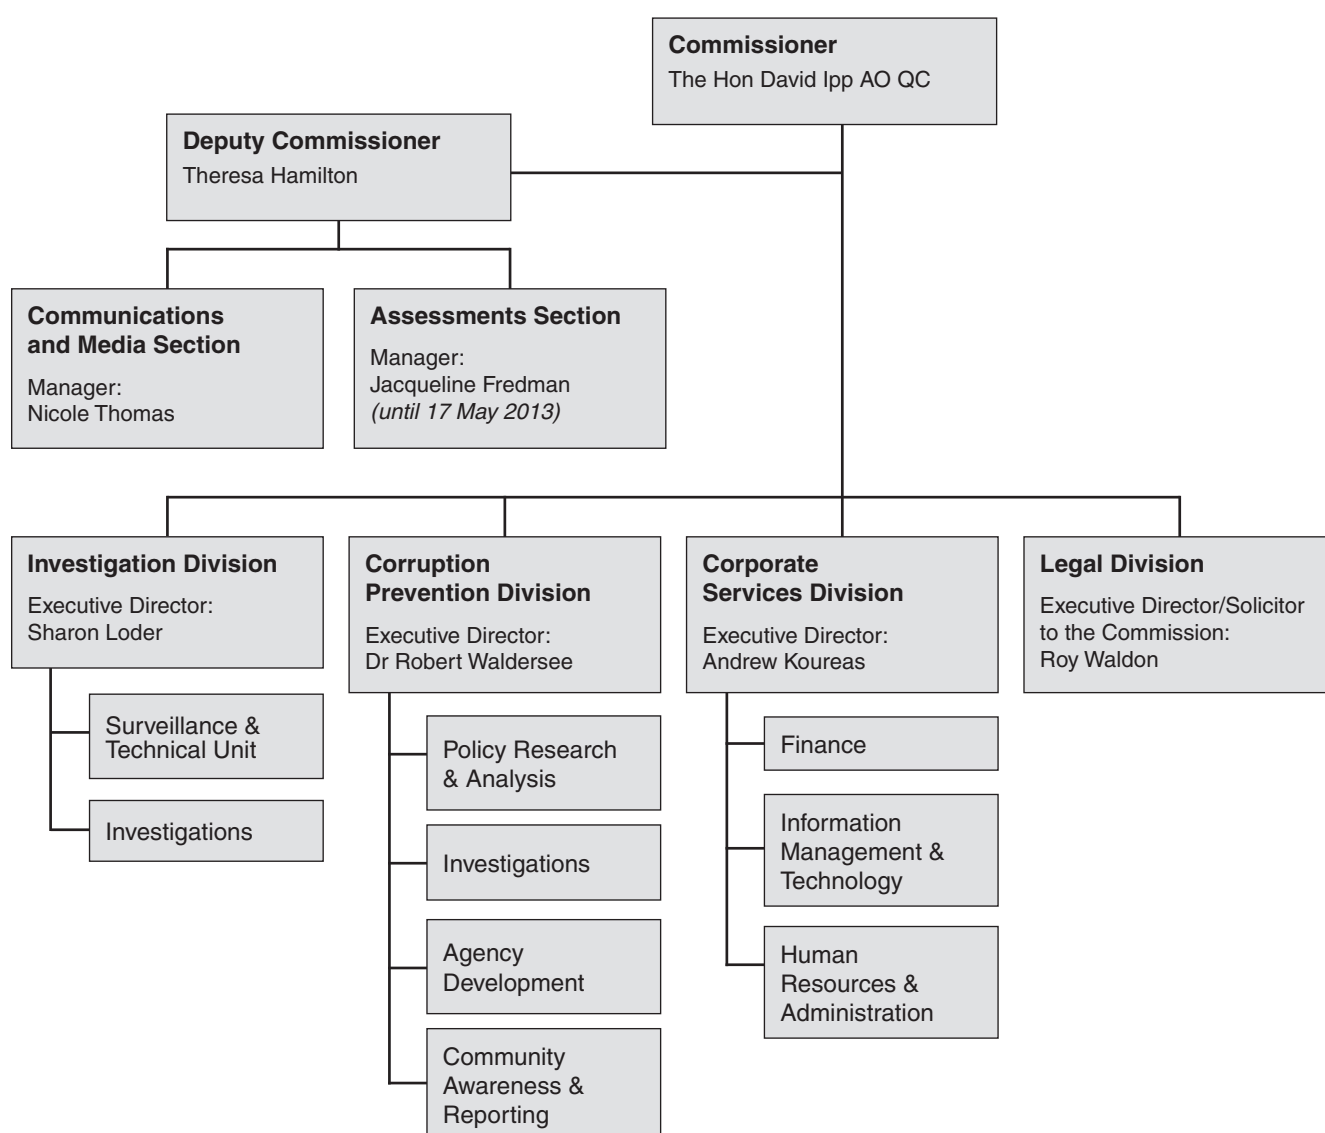 Commissioner
The Hon David Ipp AO QC
Deputy Commissioner
Theresa Hamilton
Communications
and Media Section
Manager:
Nicole Thomas
Assessments Section
Manager:
Jacqueline Fredman
(until 17 May 2013)
Investigation Division
Executive Director:
Sharon Loder
Surveillance &
Technical Unit
Investigations
Corruption
Prevention Division
Executive Director:
Dr Robert Waldersee
Policy Research
& Analysis
Investigations
Agency
Development
Community
Awareness &
Reporting
Corporate
Services Division
Executive Director:
Andrew Koureas
Finance
Information
Management &
Technology
Human
Resources &
Administration
Legal Division
Executive Director/Solicitor
to the Commission:
Roy Waldon